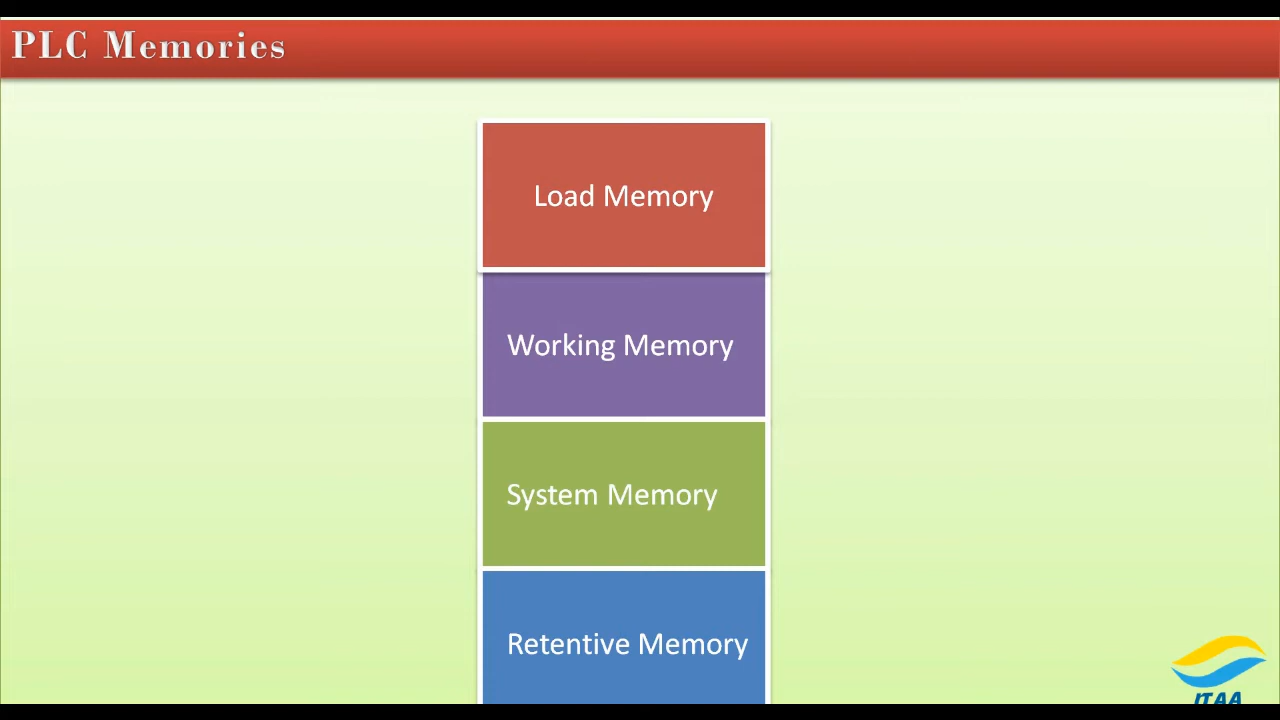 PLC Memories
Load Memory
Working Memory
System Memory
Retentive Memory
ITAA